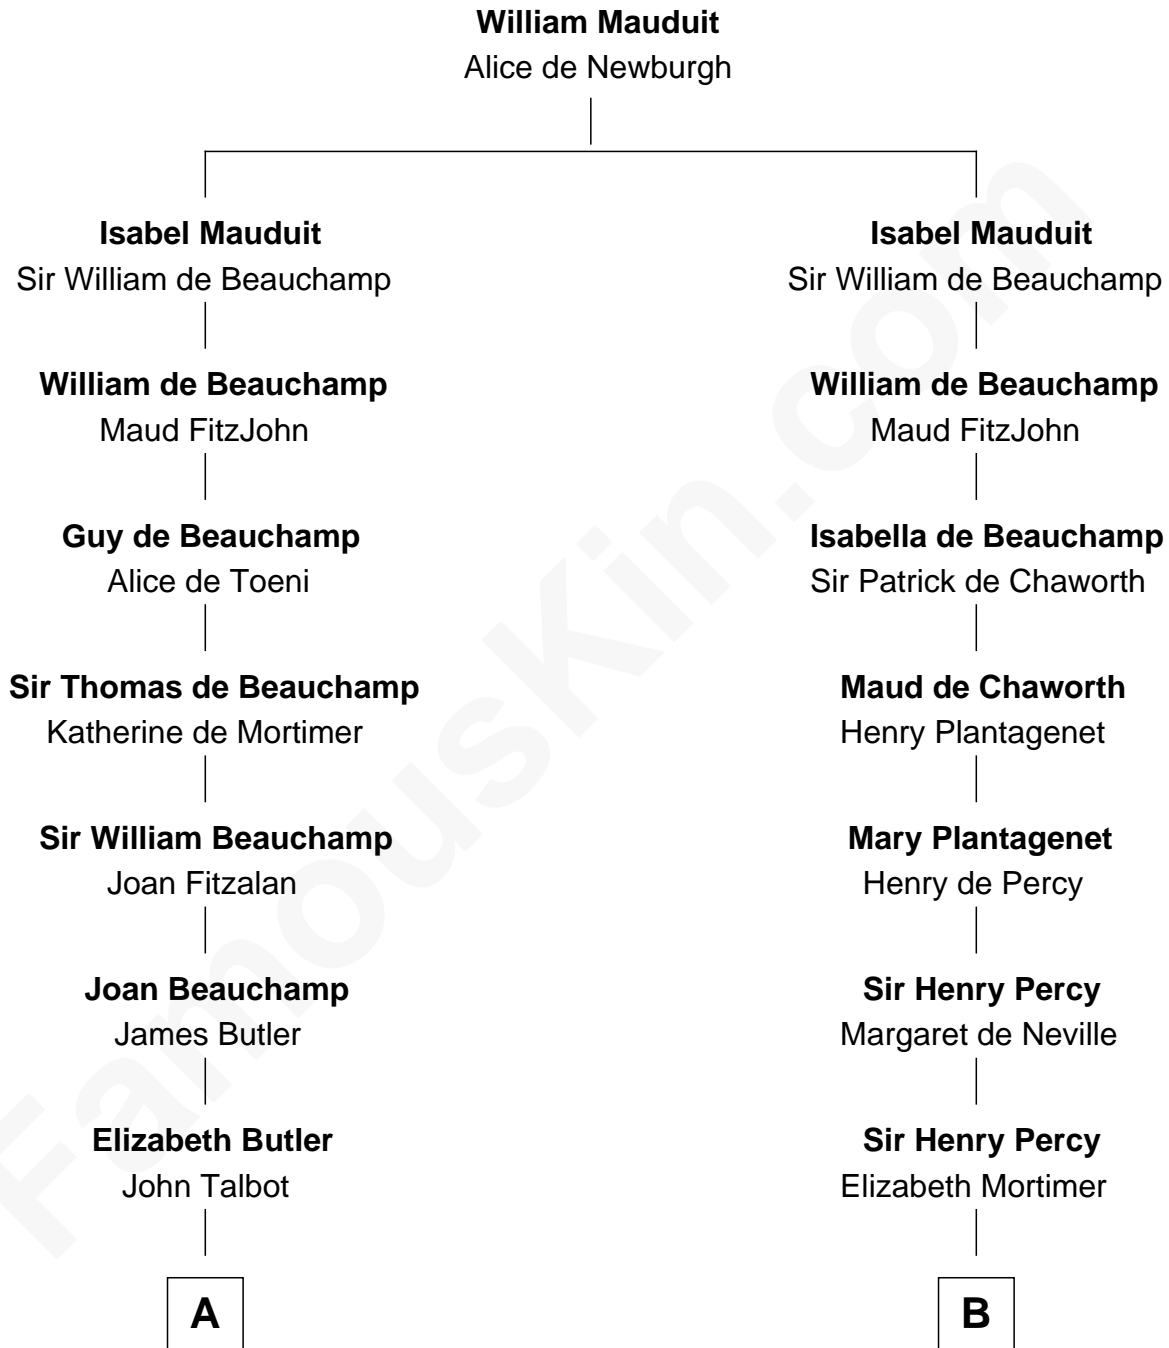 William Mauduit
Alice de Newburgh
Isabel Mauduit
Sir William de Beauchamp
Isabel Mauduit
Sir William de Beauchamp
William de Beauchamp
Maud FitzJohn
William de Beauchamp
Maud FitzJohn
Guy de Beauchamp
Alice de Toeni
Isabella de Beauchamp
Sir Patrick de Chaworth
Sir Thomas de Beauchamp
Katherine de Mortimer
Maud de Chaworth
Henry Plantagenet
Sir William Beauchamp
Joan Fitzalan
Mary Plantagenet
Henry de Percy
Joan Beauchamp
James Butler
Sir Henry Percy
Margaret de Neville
Elizabeth Butler
John Talbot
Sir Henry Percy
Elizabeth Mortimer
A
B
FamousKin.com